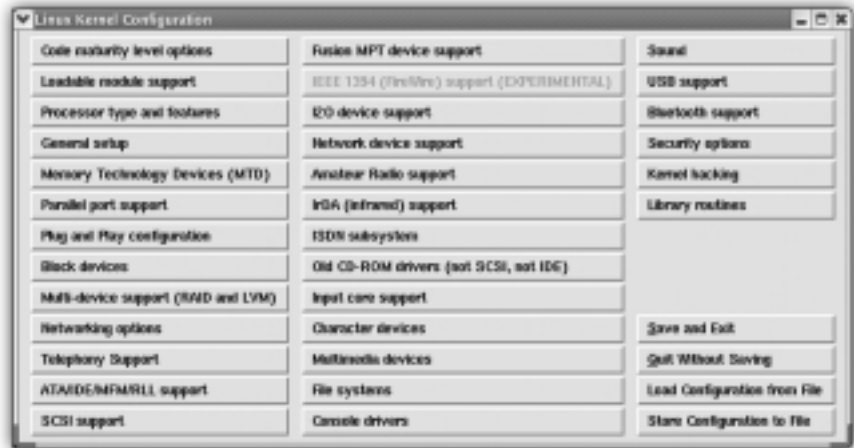 Linux Kernel Configuration
Code maturity level options
Loadable module support
Processor type and features
General setup
Memory Technology Devices (MTD)
Parallel port support
Plug and Play configuration
Block devices
Multi-device support (RAID and LVM)
Networking options
Telephony Support
ATA/IDE/MFM/RLL support
SCSI support
Fusion MPT device support
IEEE 1394 (FireWire) support (EXPERIMENTAL)
I2O device support
Network device support
Amateur Radio support
IrDA (infrared) support
ISDN subsystem
Old CD-ROM drivers (not SCSI, not IDE)
Input core support
Character devices
Multimedia devices
File systems
Console drivers
Sound
USB support
Bluetooth support
Security options
Kernel hacking
Library routines
Save and Exit
Quit Without Saving
Load Configuration from File
Store Configuration to File